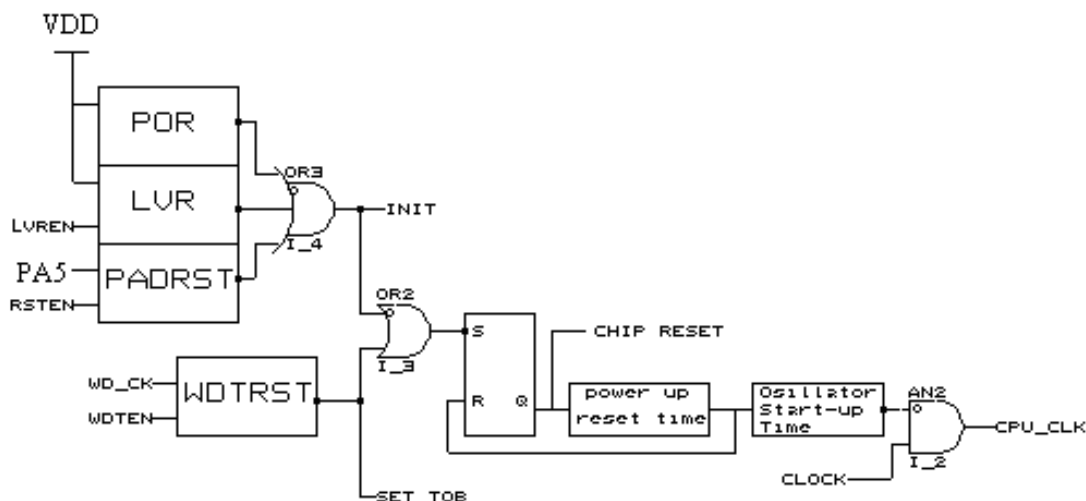 VDD
POR
OR3
LVR
INIT
LVREN
I_4
PA5
PADRST
RSTEN
OR2
S
CHIP RESET
I_3
WD_CK
WDTRST
WDTEN
R
Q
power up
reset time
Osillator
Start-up
Time
AN2
CPU_CLK
I_2
CLOCK
SET TOB